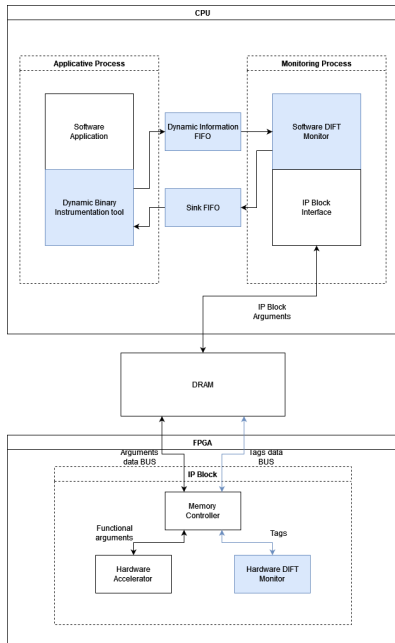 CPU
Applicative Process
Monitoring Process
Software
Application
Dynamic Information
FIFO
Software DIFT
Monitor
Dynamic Binary
Instrumentation tool
Sink FIFO
IP Block
Interface
IP Block
Arguments
DRAM
FPGA
Arguments
data BUS
Tags data
BUS
IP Block
Memory
Controller
Functional
arguments
Tags
Hardware
Accelerator
Hardware DIFT
Monitor